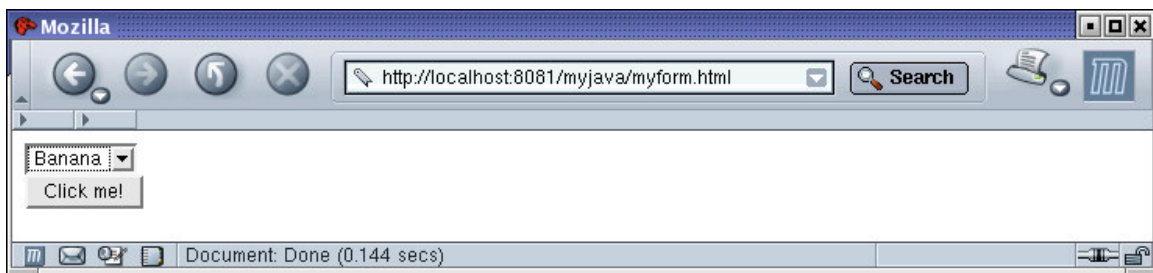 Mozilla
http://localhost:8081/myjava/myform.html
Search
Banana
Click me!
Document: Done (0.144 secs)